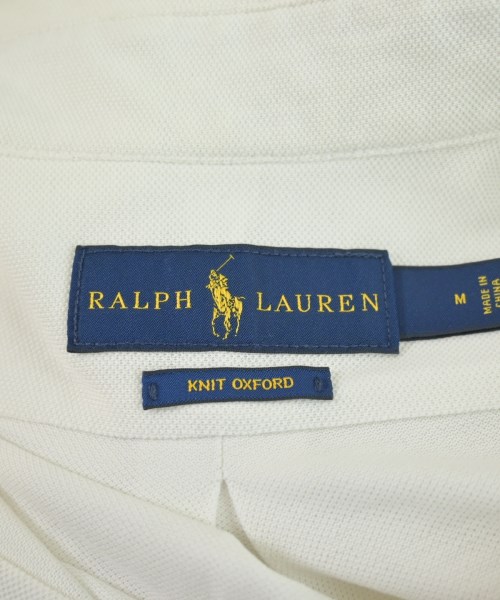 RALPH LAUREN
M
MADE IN
CHINA
KNIT OXFORD